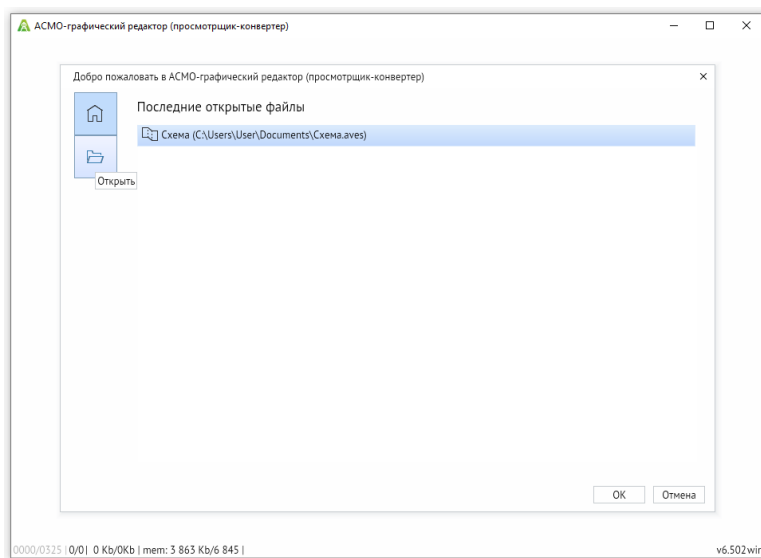 АСМО-графический редактор (просмотрщик-конвертер)
Добро пожаловать в АСМО-графический редактор (просмотрщик-конвертер)
Последние открытые файлы
Схема (C:\Users\User\Documents\Схема.aves)
Открыть
ОК Отмена
0000/0325 | 0/0 | 0 Kb/0Kb | mem: 3 863 Kb/6 845 | v6.502win